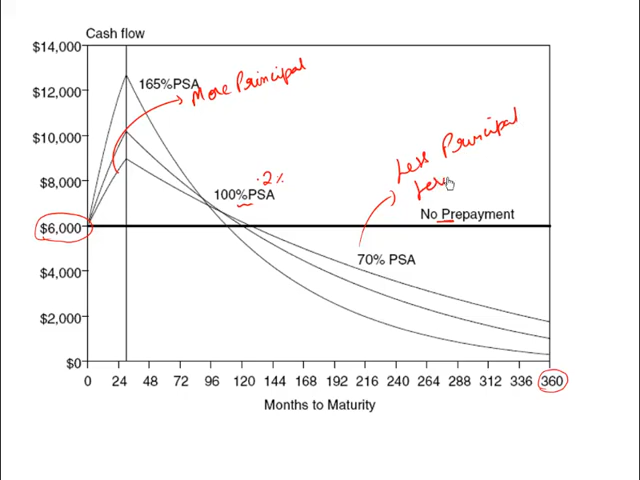 Cash flow
$14,000
$12,000
$10,000
$8,000
$6,000
$4,000
$2,000
$0
165%PSA
More Principal
100%PSA
.2%
Less Principal
Less
No Prepayment
70% PSA
0 24 48 72 96 120 144 168 192 216 240 264 288 312 336 360
Months to Maturity